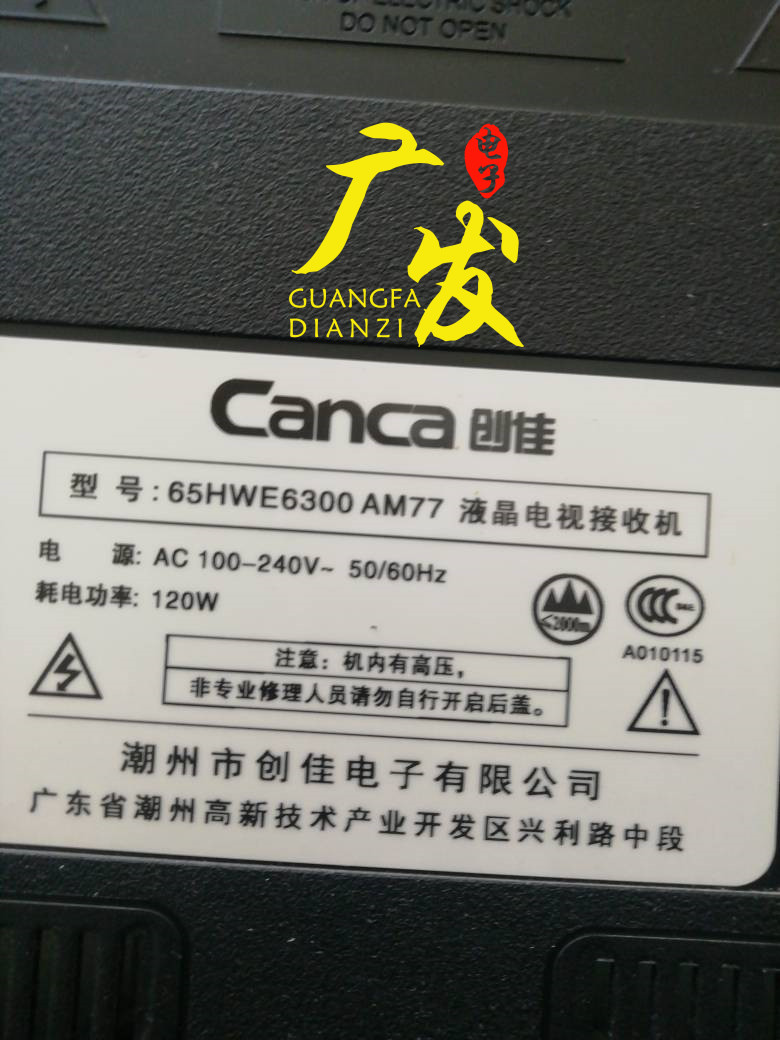 ELECTRIC SHOCK
DO NOT OPEN
广发
电子
GUANGFA
DIANZI
Canca 创佳
型 号: 65HWE6300 AM77 液晶电视接收机
电 源: AC 100-240V~ 50/60Hz
耗电功率: 120W
≤2000m
CCC
A010115
注意: 机内有高压,
非专业修理人员请勿自行开启后盖。
潮州市创佳电子有限公司
广东省潮州高新技术产业开发区兴利路中段